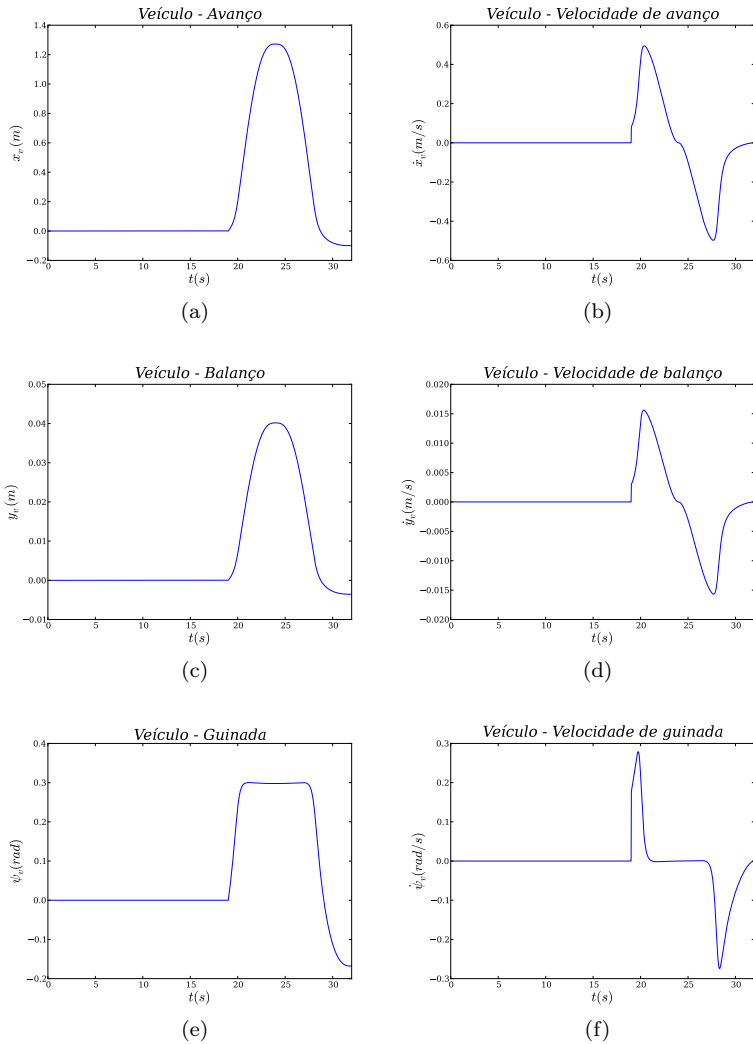 Veículo - Avanço
1.4
1.2
1.0
0.8
0.6
0.4
0.2
0.0
−0.2
x_v(m)
0 5 10 15 20 25 30
t(s)
(a)
Veículo - Velocidade de avanço
0.6
0.4
0.2
0.0
−0.2
−0.4
−0.6
ẋ_v(m/s)
0 5 10 15 20 25 30
t(s)
(b)
Veículo - Balanço
0.05
0.04
0.03
0.02
0.01
0.00
−0.01
y_v(m)
0 5 10 15 20 25 30
t(s)
(c)
Veículo - Velocidade de balanço
0.020
0.015
0.010
0.005
0.000
−0.005
−0.010
−0.015
−0.020
ẏ_v(m/s)
0 5 10 15 20 25 30
t(s)
(d)
Veículo - Guinada
0.4
0.3
0.2
0.1
0.0
−0.1
−0.2
ψ_v(rad)
0 5 10 15 20 25 30
t(s)
(e)
Veículo - Velocidade de guinada
0.4
0.3
0.2
0.1
0.0
−0.1
−0.2
−0.3
ψ̇_v(rad/s)
0 5 10 15 20 25 30
t(s)
(f)